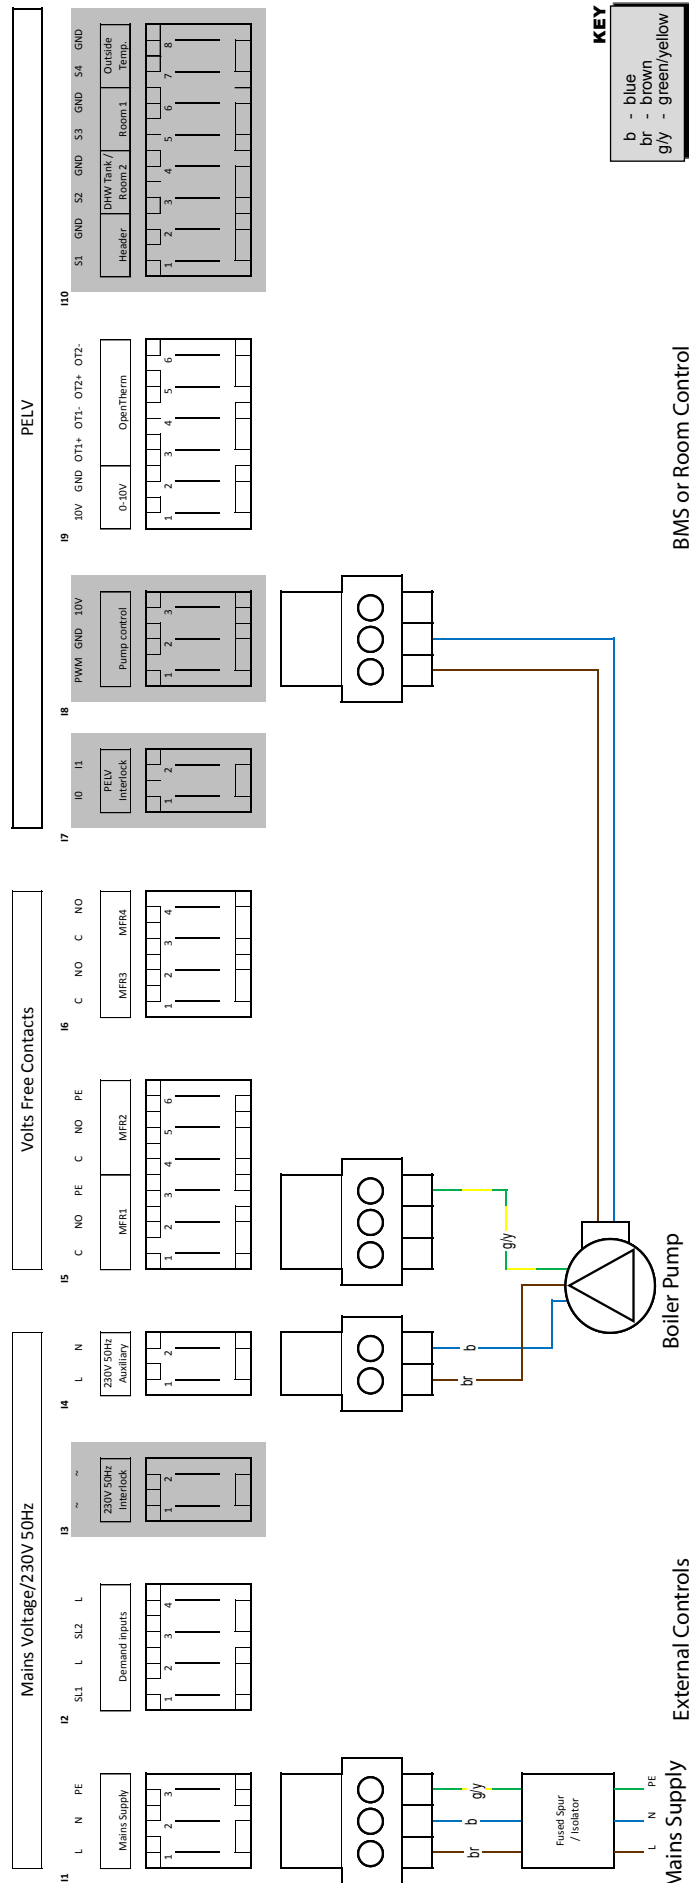 Mains Voltage/230V 50Hz
Volts Free Contacts
PELV
I1
I2
I3
I4
I5
I6
I7
I8
I9
I10
L N PE
SL1 L SL2 L
~ ~
L N
C NO PE C NO PE
C NO C NO
I0 I1
PWM GND 10V
10V GND OT1+ OT1- OT2+ OT2-
S1 GND S2 GND S3 GND S4 GND
Mains Supply
Demand inputs
230V 50Hz
Interlock
230V 50Hz
Auxiliary
MFR1
MFR2
MFR3
MFR4
PELV
Interlock
Pump control
0-10V
OpenTherm
Header
DHW Tank /
Room 2
Room 1
Outside
Temp.
1 2 3
1 2 3 4
1 2
1 2
1 2 3 4 5 6
1 2 3 4
1 2
1 2 3
1 2 3 4 5 6
1 2 3 4 5 6 7 8
br b g/y
br b
g/y
Fused Spur
/ Isolator
L N PE
Mains Supply
External Controls
Boiler Pump
BMS or Room Control
KEY
b - blue
br - brown
g/y - green/yellow